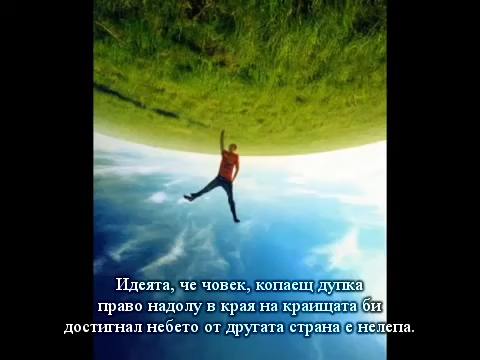 Идеята, че човек, копаещ дупка
право надолу в края на краищата би
достигнал небето от другата страна е нелепа.